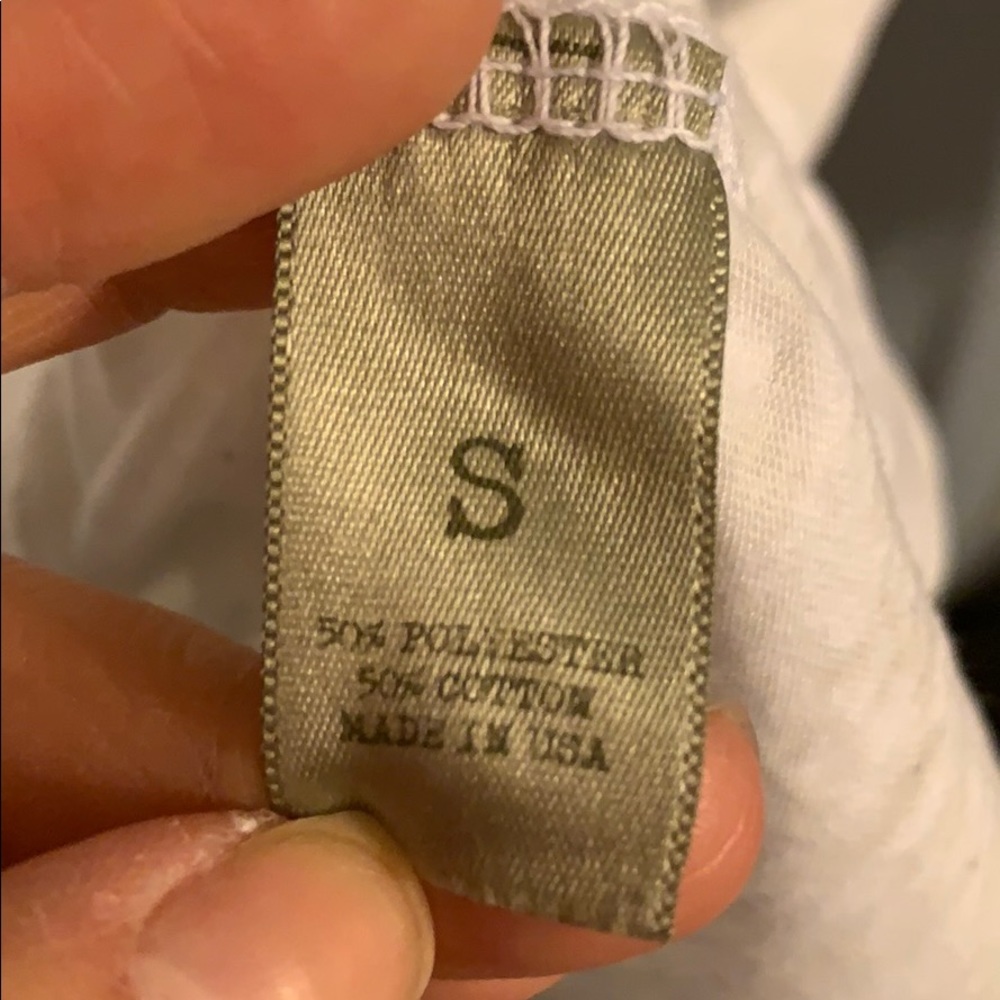 S
50% POLYESTER
50% COTTON
MADE IN USA